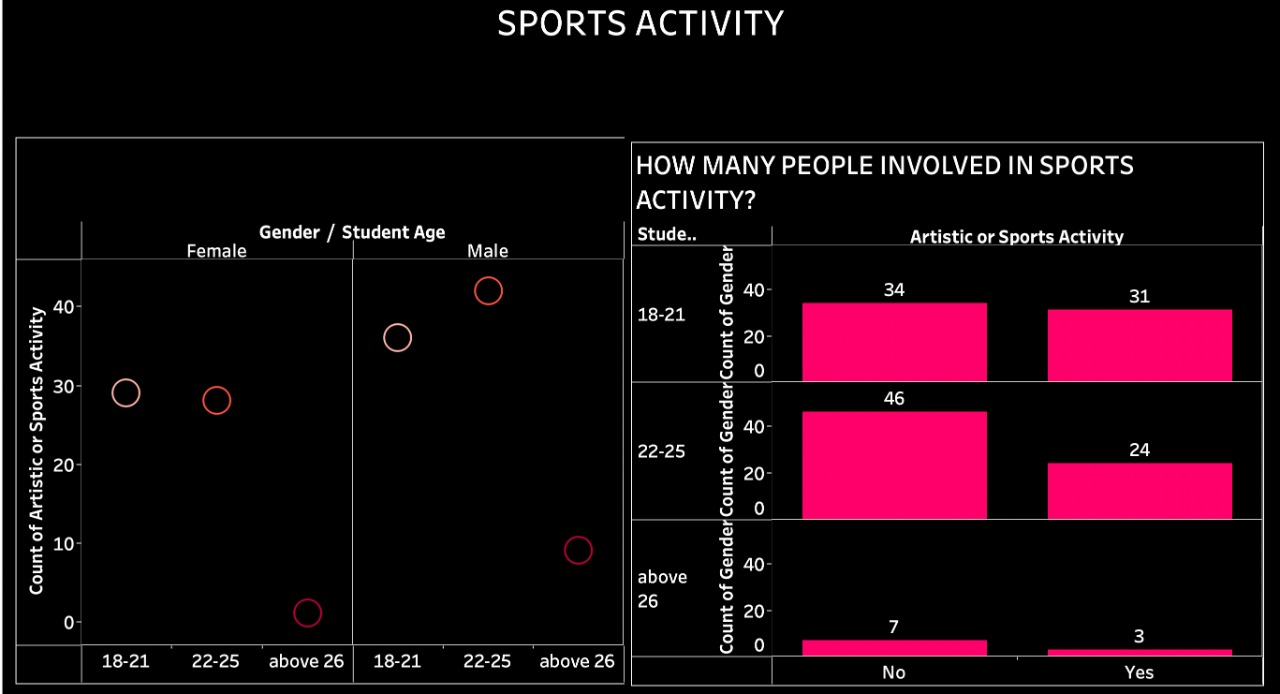 SPORTS ACTIVITY
Gender / Student Age
Female
Male
Count of Artistic or Sports Activity
40
30
20
10
0
18-21
22-25
above 26
18-21
22-25
above 26
HOW MANY PEOPLE INVOLVED IN SPORTS
ACTIVITY?
Stude..
Artistic or Sports Activity
18-21
Count of Gender
40
20
0
34
31
22-25
Count of Gender
40
20
0
46
24
above
26
Count of Gender
40
20
0
7
3
No
Yes